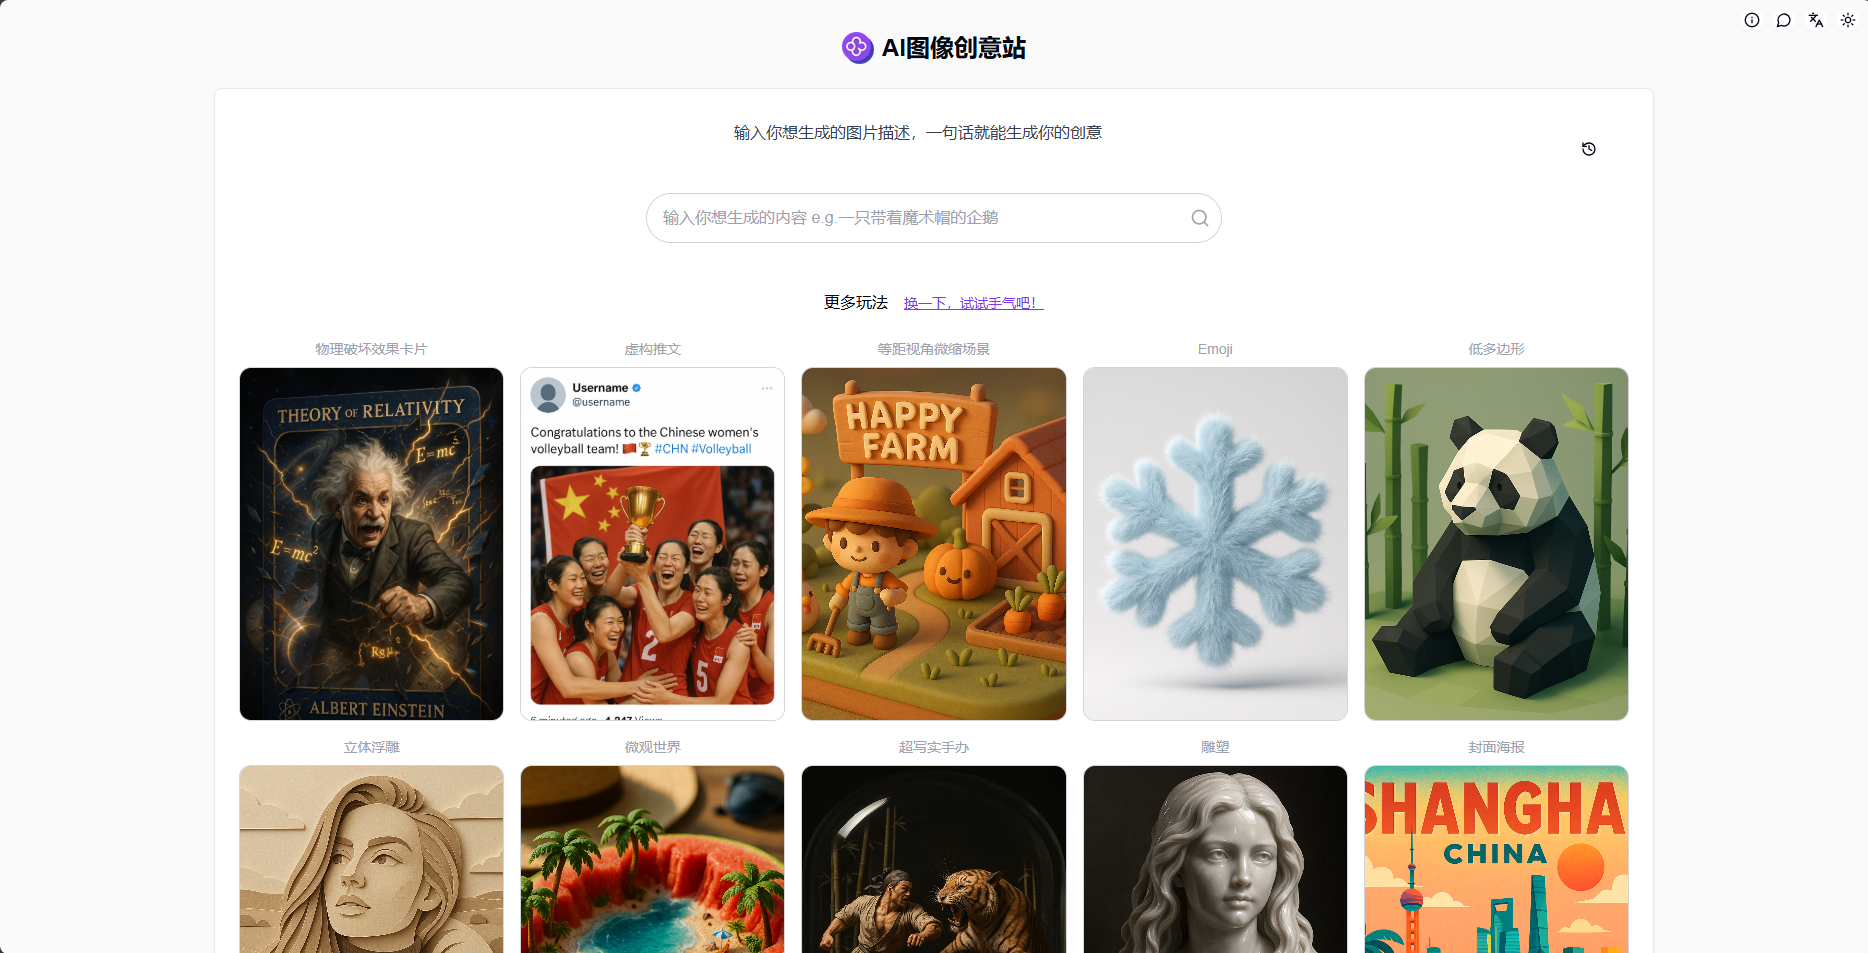 AI图像创意站
输入你想生成的图片描述，一句话就能生成你的创意
输入你想生成的内容 e.g.一只带着魔术帽的企鹅
更多玩法 换一下，试试手气吧！
物理破坏效果卡片
虚构推文
等距视角微缩场景
Emoji
低多边形
THEORY OF RELATIVITY
E=mc
E=mc²
ALBERT EINSTEIN
Username
@username
Congratulations to the Chinese women's
volleyball team! 🇨🇳🏆 #CHN #Volleyball
2
5
HAPPY
FARM
立体浮雕
微观世界
超写实手办
雕塑
封面海报
SHANGHA
CHINA